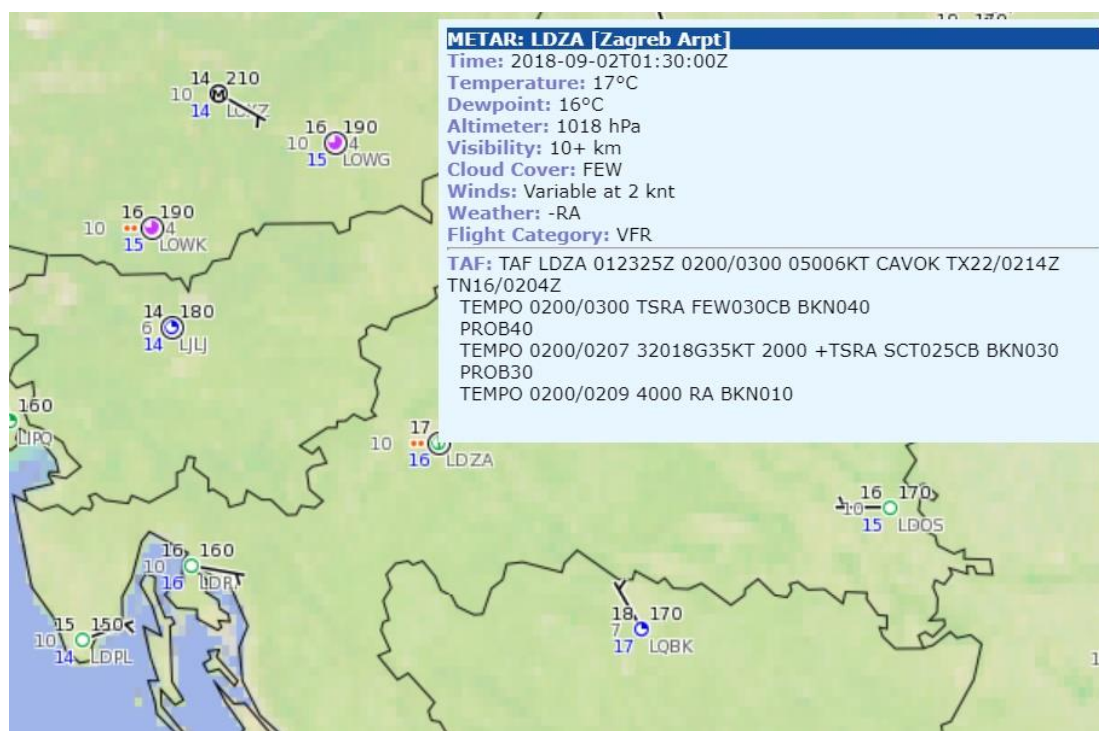 METAR: LDZA [Zagreb Arpt]
Time: 2018-09-02T01:30:00Z
Temperature: 17°C
Dewpoint: 16°C
Altimeter: 1018 hPa
Visibility: 10+ km
Cloud Cover: FEW
Winds: Variable at 2 knt
Weather: -RA
Flight Category: VFR
TAF: TAF LDZA 012325Z 0200/0300 05006KT CAVOK TX22/0214Z
TN16/0204Z
TEMPO 0200/0300 TSRA FEW030CB BKN040
PROB40
TEMPO 0200/0207 32018G35KT 2000 +TSRA SCT025CB BKN030
PROB30
TEMPO 0200/0209 4000 RA BKN010
14 210
10 M
14
16 190
10 4
15 LOWG
16 190
10 4
15 LOWK
14 180
6
14 LJLJ
160
LIPQ
17
10
16 LDZA
16 170
10
15 LDOS
16 160
10
16 LDRI
18 170
7
17 LQBK
15 150
10
14 LDPL
1